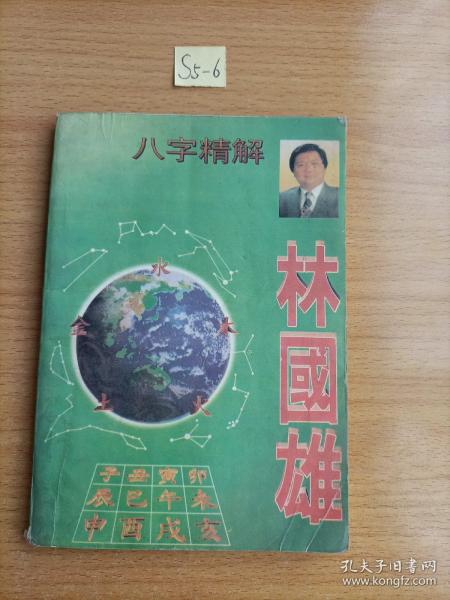 S5-6
八字精解
林國雄
水
金
木
土
火
子丑寅卯
辰巳午未
申酉戌亥
孔夫子旧书网
www.kongfz.com